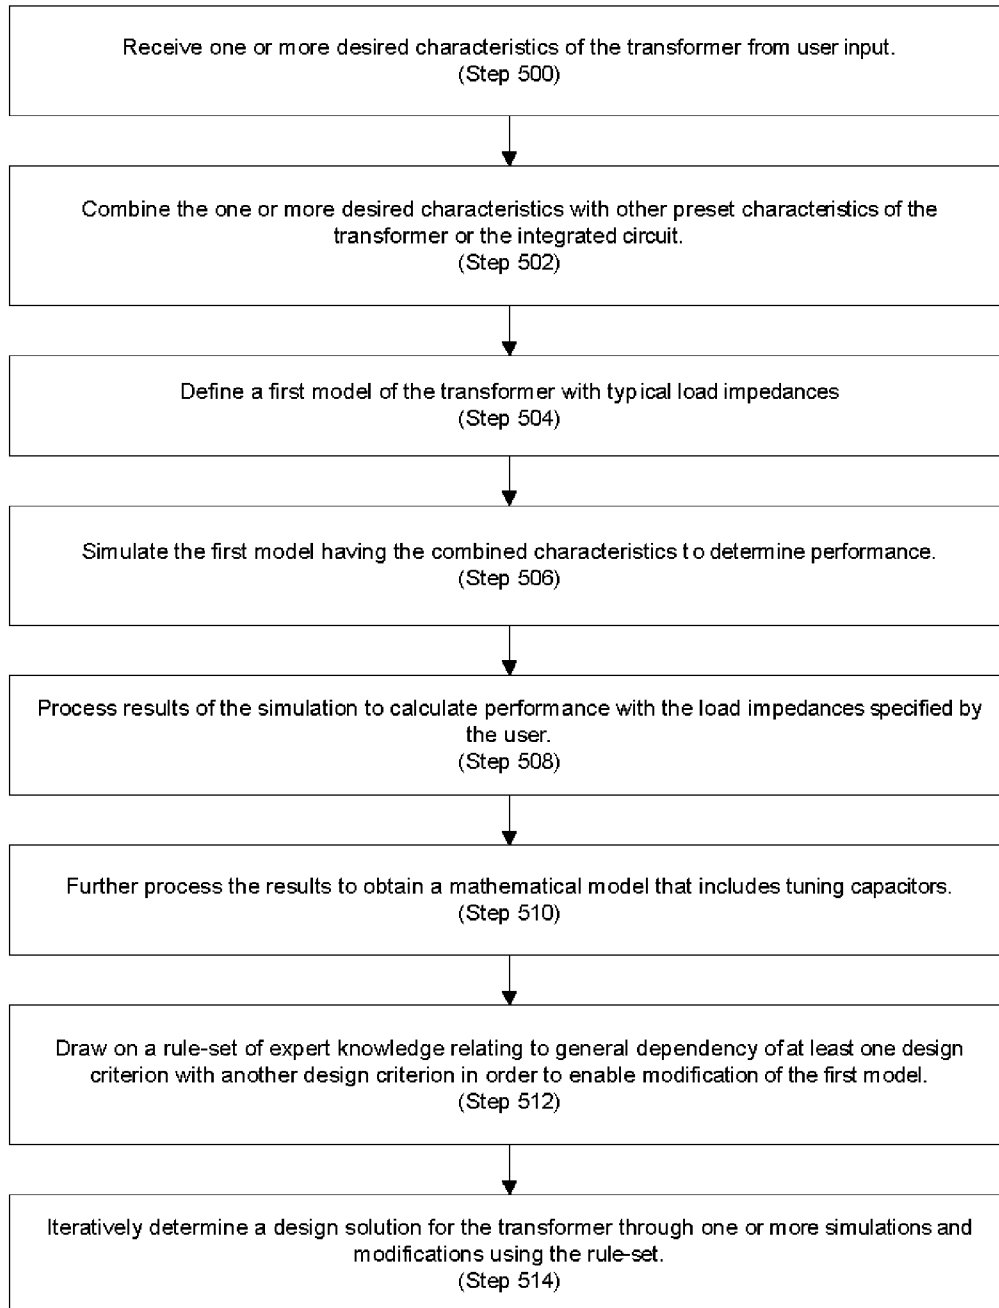 Receive one or more desired characteristics of the transformer from user input.
(Step 500)
Combine the one or more desired characteristics with other preset characteristics of the
transformer or the integrated circuit.
(Step 502)
Define a first model of the transformer with typical load impedances
(Step 504)
Simulate the first model having the combined characteristics to determine performance.
(Step 506)
Process results of the simulation to calculate performance with the load impedances specified by
the user.
(Step 508)
Further process the results to obtain a mathematical model that includes tuning capacitors.
(Step 510)
Draw on a rule-set of expert knowledge relating to general dependency of at least one design
criterion with another design criterion in order to enable modification of the first model.
(Step 512)
Iteratively determine a design solution for the transformer through one or more simulations and
modifications using the rule-set.
(Step 514)